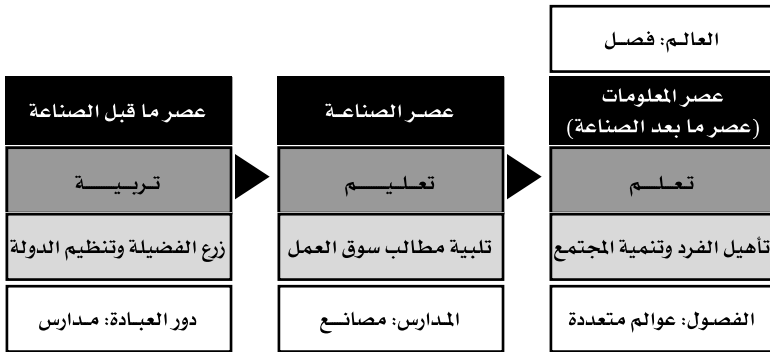 العالم: فصل
عصر ما قبل الصناعة
عصر الصناعة
عصر المعلومات
(عصر ما بعد الصناعة)
تربية
تعليم
تعلم
زرع الفضيلة وتنظيم الدولة
تلبية مطالب سوق العمل
تأهيل الفرد وتنمية المجتمع
دور العبادة: مدارس
المدارس: مصانع
الفصول: عوالم متعددة